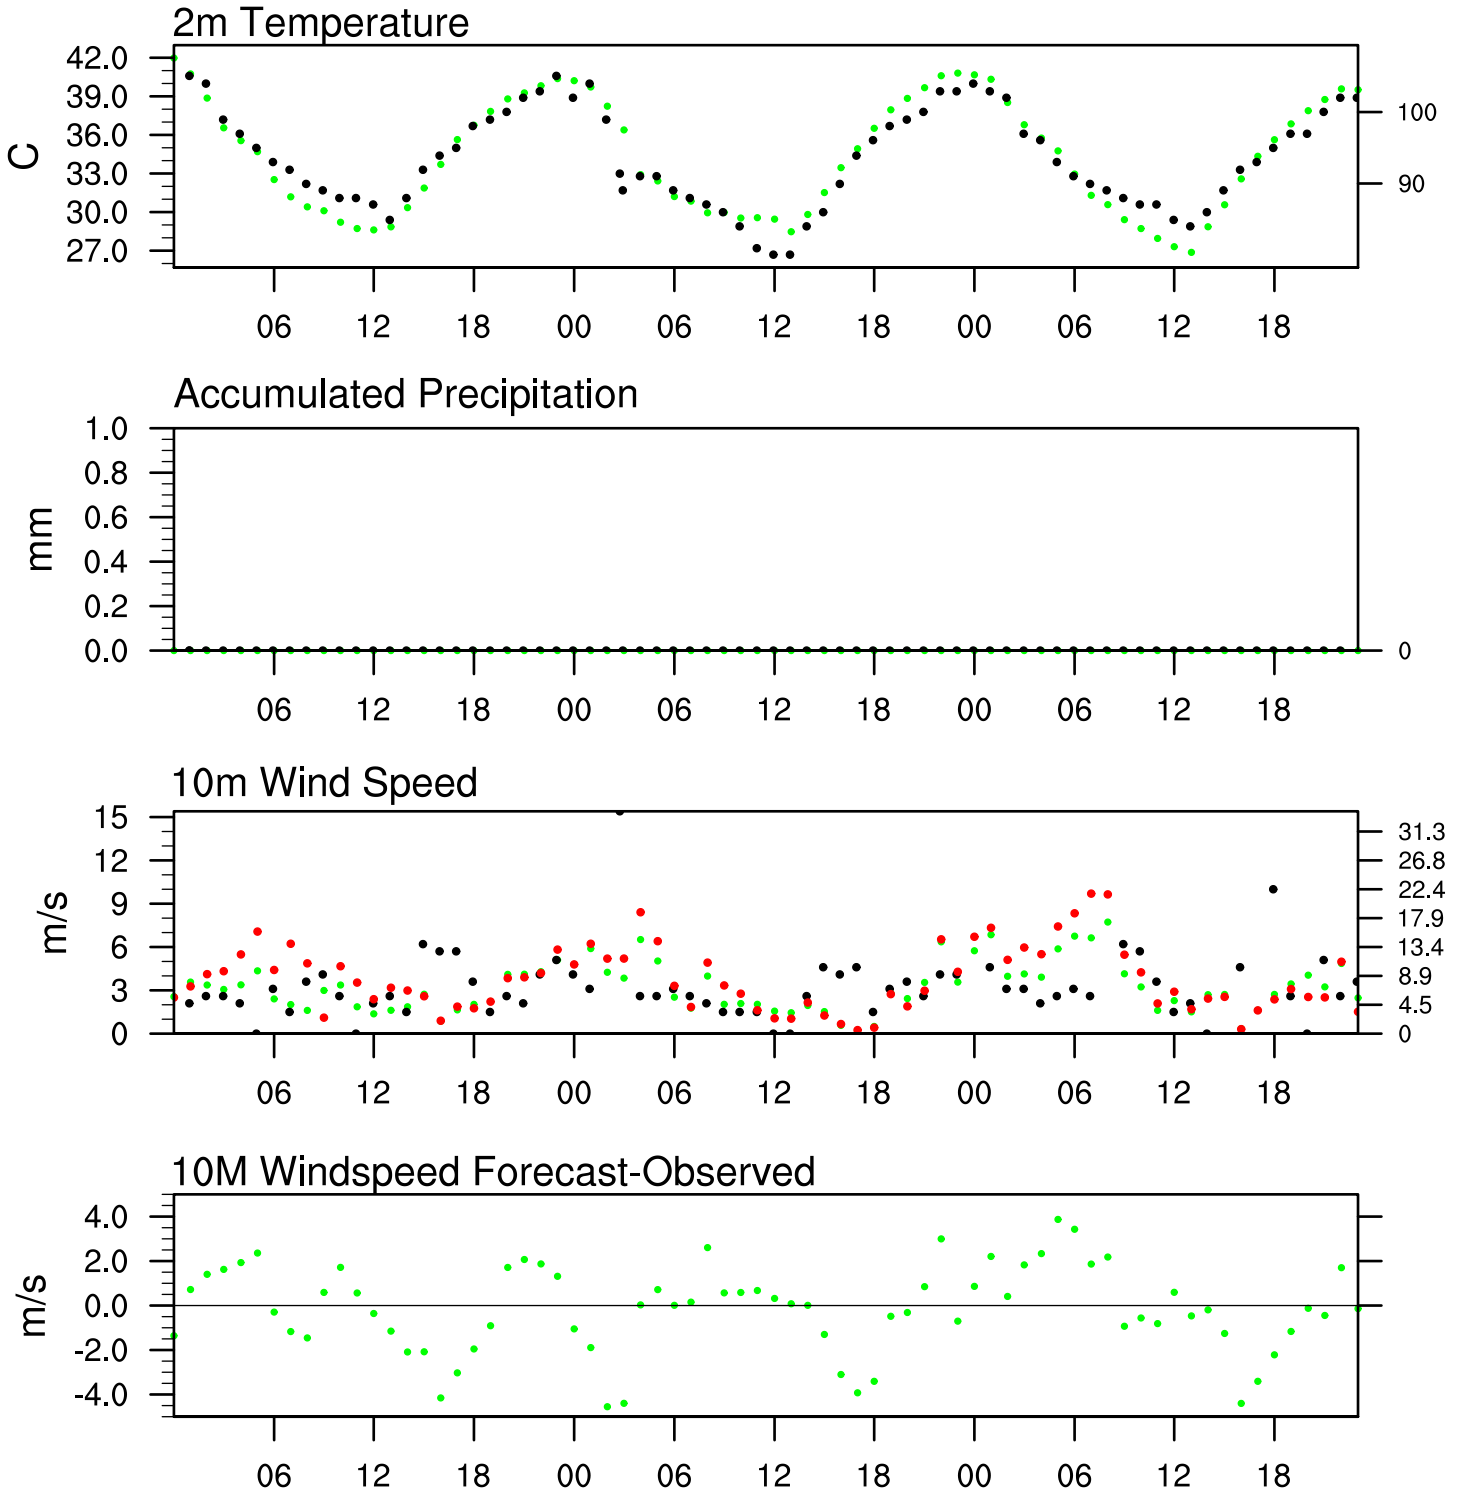 2m Temperature
42.0
39.0
36.0
33.0
30.0
27.0
C
100
90
06 12 18 00 06 12 18 00 06 12 18
Accumulated Precipitation
1.0
0.8
0.6
0.4
0.2
0.0
mm
0
06 12 18 00 06 12 18 00 06 12 18
10m Wind Speed
15
12
9
6
3
0
m/s
31.3
26.8
22.4
17.9
13.4
8.9
4.5
0
06 12 18 00 06 12 18 00 06 12 18
10M Windspeed Forecast-Observed
4.0
2.0
0.0
-2.0
-4.0
m/s
06 12 18 00 06 12 18 00 06 12 18